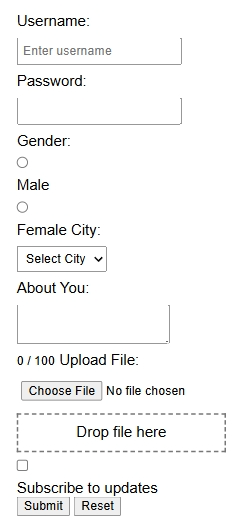 Username:
Enter username
Password:
Gender:
Male
Female City:
Select City
About You:
0 / 100 Upload File:
Choose File No file chosen
Drop file here
Subscribe to updates
Submit Reset